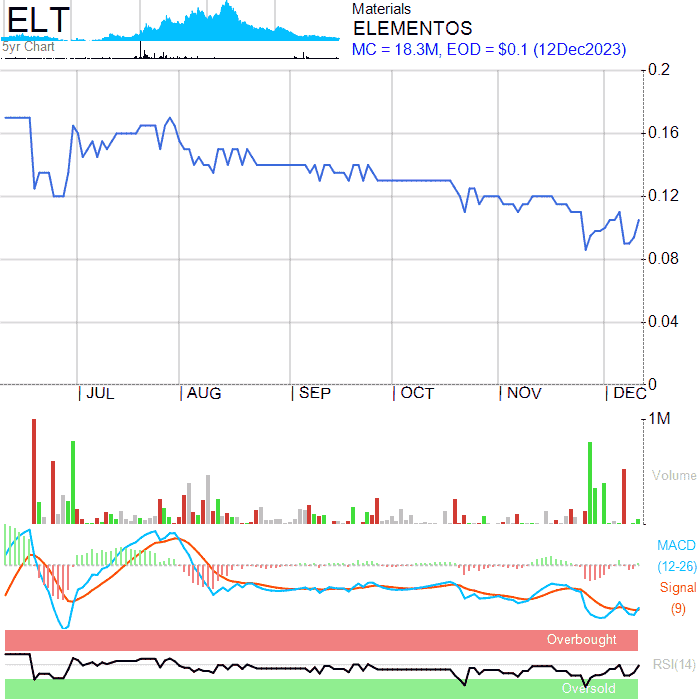 ELT
5yr Chart
Materials
ELEMENTOS
MC = 18.3M, EOD = $0.1 (12Dec2023)
0.2
0.16
0.12
0.08
0.04
0
| JUL | AUG | SEP | OCT | NOV | DEC
1M
Volume
MACD
(12-26)
Signal
(9)
Overbought
RSI(14)
Oversold